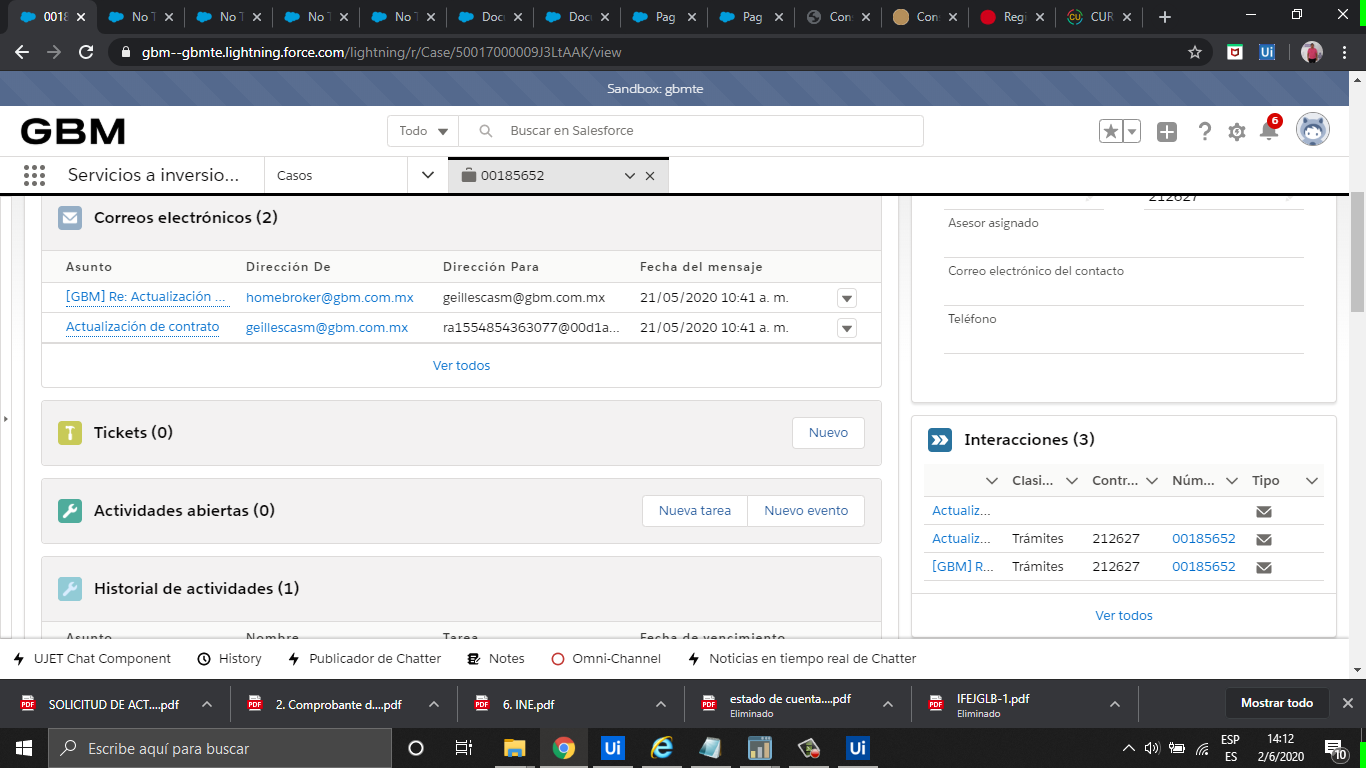 0018 No T No T No T No T Docu Docu Pag Pag Con Con Regi CUR
gbm--gbmte.lightning.force.com/lightning/r/Case/50017000009J3LtAAK/view Ui
Sandbox: gbmte
GBM Todo Buscar en Salesforce 6
Servicios a inversio... Casos 00185652
Correos electrónicos (2)
Asunto Dirección De Dirección Para Fecha del mensaje
[GBM] Re: Actualización ... homebroker@gbm.com.mx geillescasm@gbm.com.mx 21/05/2020 10:41 a. m.
Actualización de contrato geillescasm@gbm.com.mx ra1554854363077@00d1a... 21/05/2020 10:41 a. m.
Ver todos
Tickets (0) Nuevo
Actividades abiertas (0) Nueva tarea Nuevo evento
Historial de actividades (1)
Asunto Nombre Tarea Fecha de vencimiento
212627
Asesor asignado
Correo electrónico del contacto
Teléfono
Interacciones (3)
Clasi... Contr... Núm... Tipo
Actualiz...
Actualiz... Trámites 212627 00185652
[GBM] R... Trámites 212627 00185652
Ver todos
UJET Chat Component History Publicador de Chatter Notes Omni-Channel Noticias en tiempo real de Chatter
PDF SOLICITUD DE ACT....pdf PDF 2. Comprobante d....pdf PDF 6. INE.pdf PDF estado de cuenta....pdf PDF IFEJGLB-1.pdf Mostrar todo
Eliminado Eliminado
Escribe aquí para buscar Ui Ui ESP 14:12
ES 2/6/2020 10